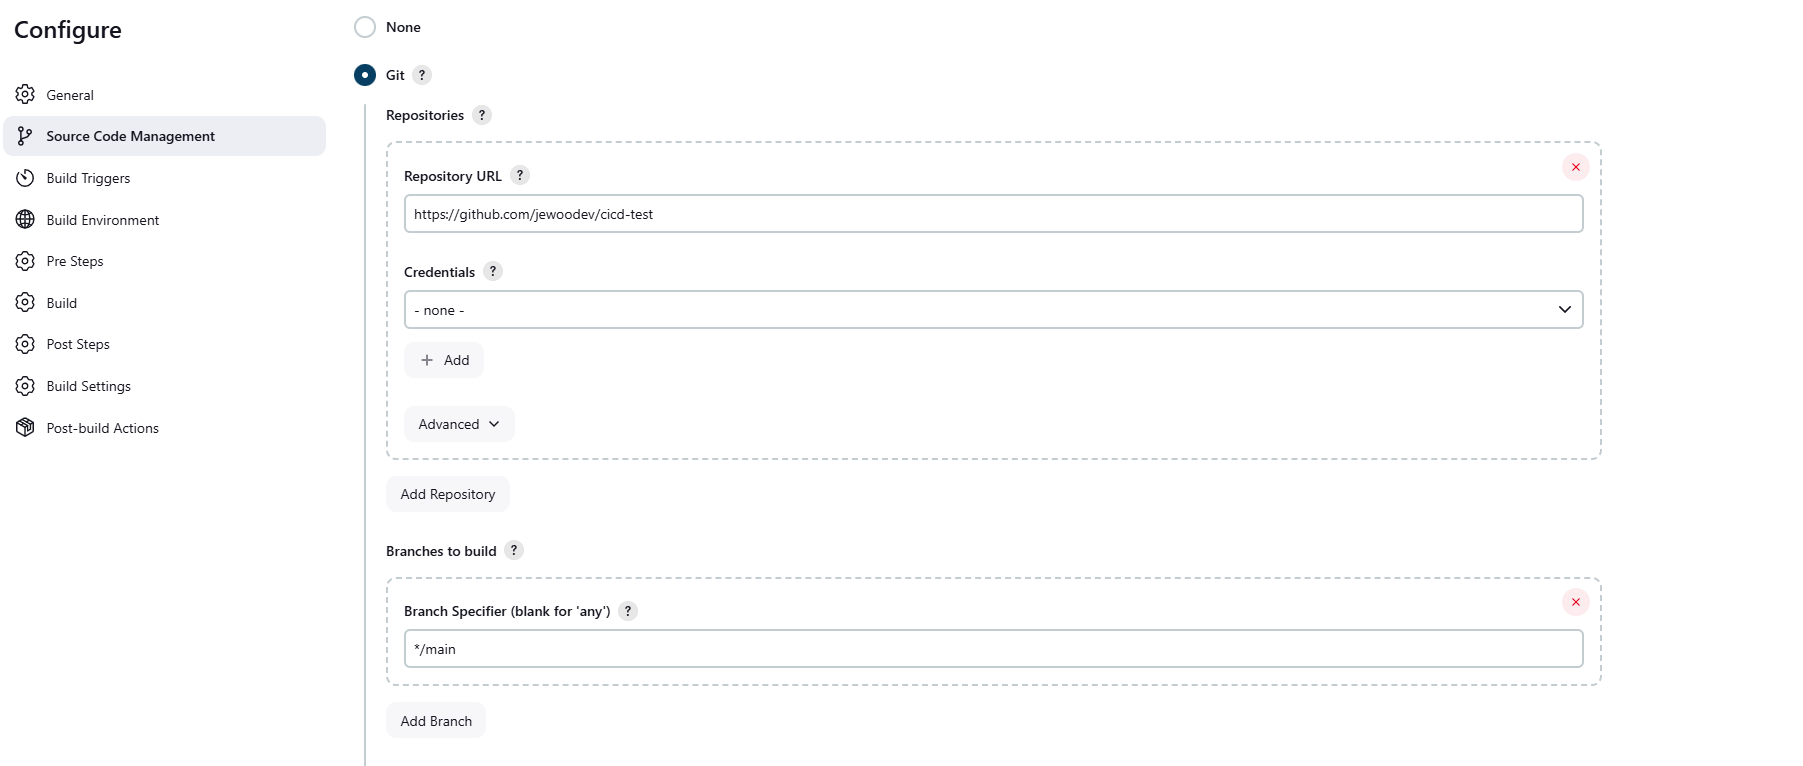 Configure
General
Source Code Management
Build Triggers
Build Environment
Pre Steps
Build
Post Steps
Build Settings
Post-build Actions
None
Git ?
Repositories ?
Repository URL ?
https://github.com/jewoodev/cicd-test
Credentials ?
- none -
+ Add
Advanced
Add Repository
Branches to build ?
Branch Specifier (blank for 'any') ?
*/main
Add Branch